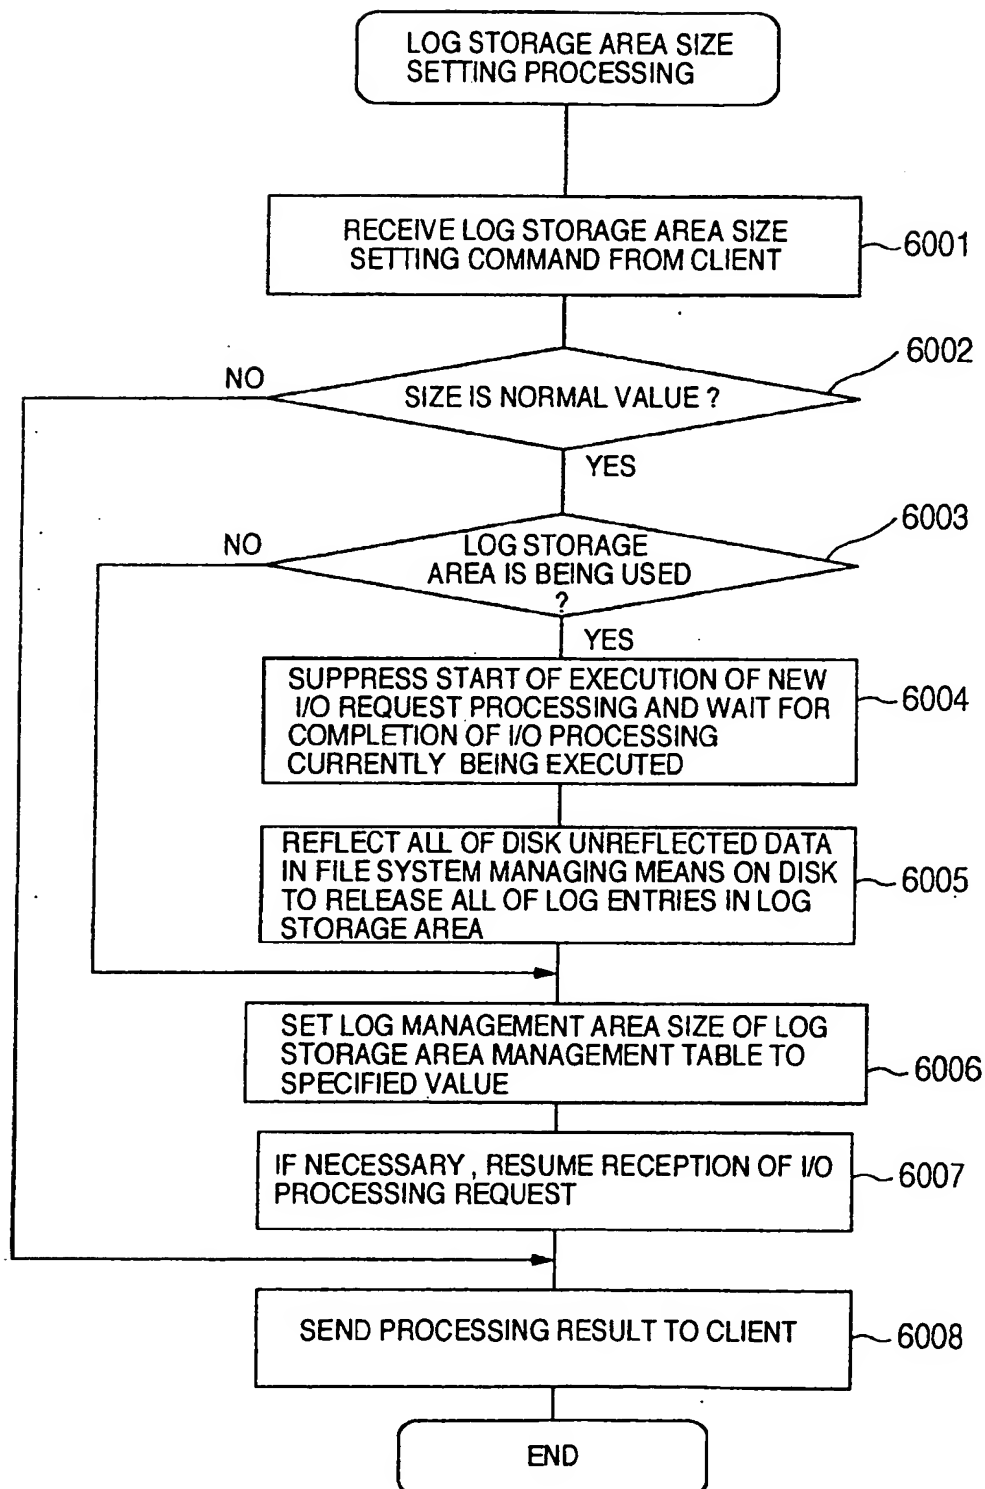 LOG STORAGE AREA SIZE
SETTING PROCESSING
RECEIVE LOG STORAGE AREA SIZE
SETTING COMMAND FROM CLIENT
6001
6002
NO
SIZE IS NORMAL VALUE ?
YES
6003
NO
LOG STORAGE
AREA IS BEING USED
?
YES
SUPPRESS START OF EXECUTION OF NEW
I/O REQUEST PROCESSING AND WAIT FOR
COMPLETION OF I/O PROCESSING
CURRENTLY BEING EXECUTED
6004
REFLECT ALL OF DISK UNREFLECTED DATA
IN FILE SYSTEM MANAGING MEANS ON DISK
TO RELEASE ALL OF LOG ENTRIES IN LOG
STORAGE AREA
6005
SET LOG MANAGEMENT AREA SIZE OF LOG
STORAGE AREA MANAGEMENT TABLE TO
SPECIFIED VALUE
6006
IF NECESSARY , RESUME RECEPTION OF I/O
PROCESSING REQUEST
6007
SEND PROCESSING RESULT TO CLIENT
6008
END